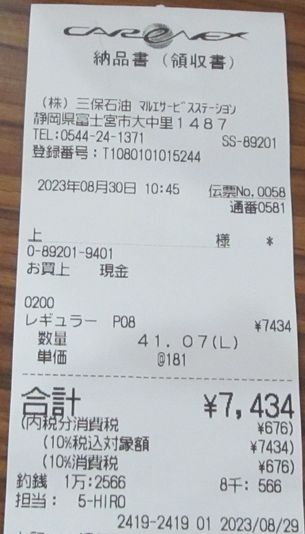 CARENEX
納品書 (領収書)
(株) 三保石油 マルエサービスステーション
静岡県富士宮市大中里1487
TEL:0544-24-1371 SS-89201
登録番号:T1080101015244
2023年08月30日 10:45 伝票No.0058
通番0581
上 様 *
0-89201-9401
お買上 現金
0200
レギュラー P08 ¥7434
数量 41.07(L)
単価 @181
合計 ¥7,434
(内税分消費税 ¥676)
(10%税込対象額 ¥7434)
(10%消費税 ¥676)
釣銭 1万:2566 8千: 566
担当: 5-HIRO
2419-2419 01 2023/08/29